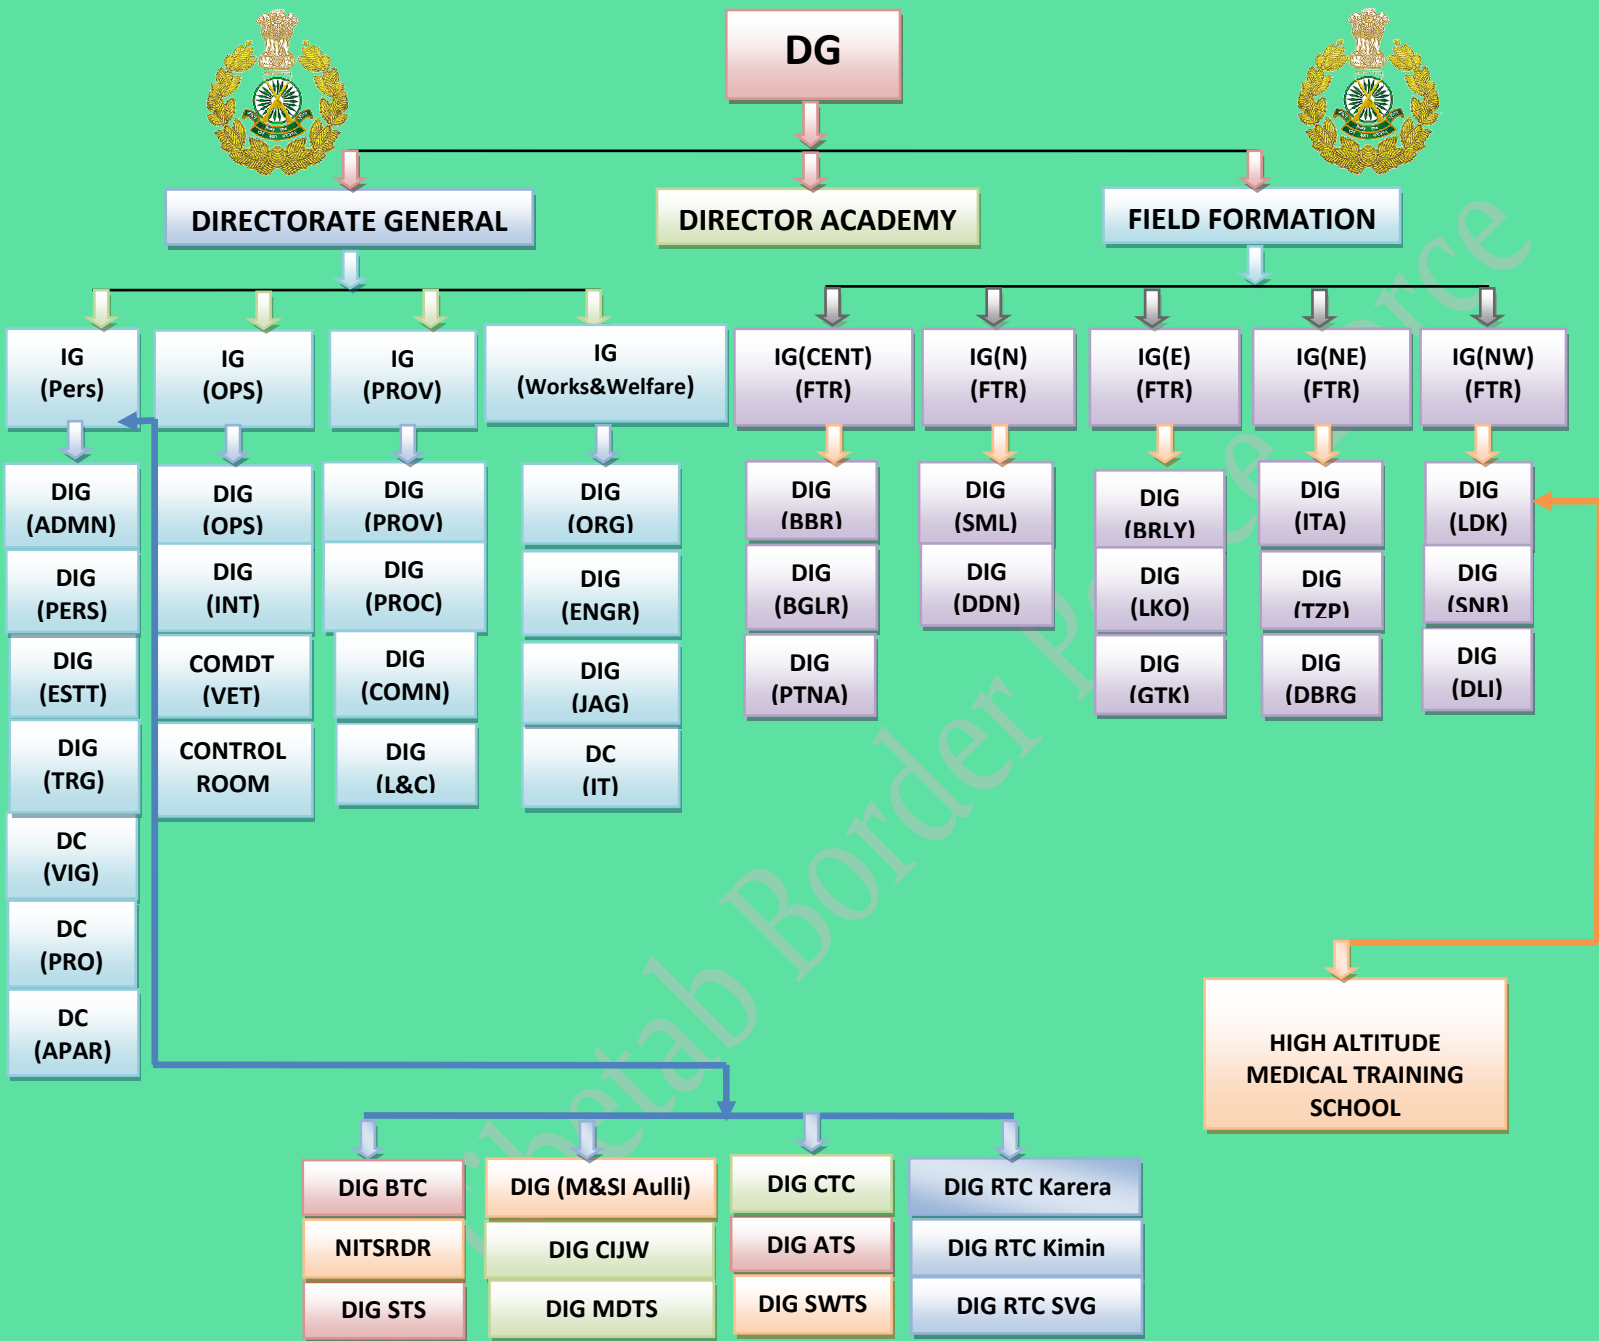 DG
DIRECTORATE GENERAL
DIRECTOR ACADEMY
FIELD FORMATION
IG
(Pers)
IG
(OPS)
IG
(PROV)
IG
(Works&Welfare)
IG(CENT)
(FTR)
IG(N)
(FTR)
IG(E)
(FTR)
IG(NE)
(FTR)
IG(NW)
(FTR)
DIG
(ADMN)
DIG
(PERS)
DIG
(ESTT)
DIG
(TRG)
DC
(VIG)
DC
(PRO)
DC
(APAR)
DIG
(OPS)
DIG
(INT)
COMDT
(VET)
CONTROL
ROOM
DIG
(PROV)
DIG
(PROC)
DIG
(COMN)
DIG
(L&C)
DIG
(ORG)
DIG
(ENGR)
DIG
(JAG)
DC
(IT)
DIG
(BBR)
DIG
(BGLR)
DIG
(PTNA)
DIG
(SML)
DIG
(DDN)
DIG
(BRLY)
DIG
(LKO)
DIG
(GTK)
DIG
(ITA)
DIG
(TZP)
DIG
(DBRG
DIG
(LDK)
DIG
(SNR)
DIG
(DLI)
HIGH ALTITUDE
MEDICAL TRAINING
SCHOOL
DIG BTC
NITSRDR
DIG STS
DIG (M&SI Aulli)
DIG CIJW
DIG MDTS
DIG CTC
DIG ATS
DIG SWTS
DIG RTC Karera
DIG RTC Kimin
DIG RTC SVG
Border